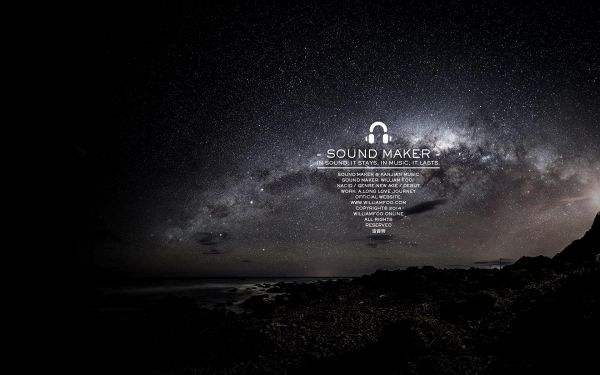 - SOUND MAKER -
IN SOUND, IT STAYS, IN MUSIC, IT LASTS.
SOUND MAKER @ KANJIAN MUSIC
SOUND MAKER: WILLIAM FOO/
NACIO / GENRE:NEW AGE / DEBUT
WORK: A LONG LOVE JOURNEY
OFFICIAL WEBSITE:
WWW.WILLIAMFOO.COM
COPYRIGHT® 2014 -
WILLIAMFOO.ONLINE
ALL RIGHTS
RESERVED